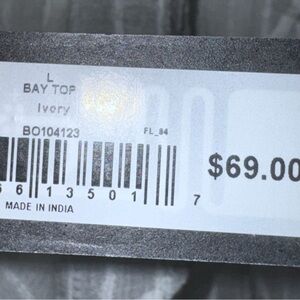 L
BAY TOP
Ivory
BO104123 FL_84
$69.00
6 13501 7
MADE IN INDIA